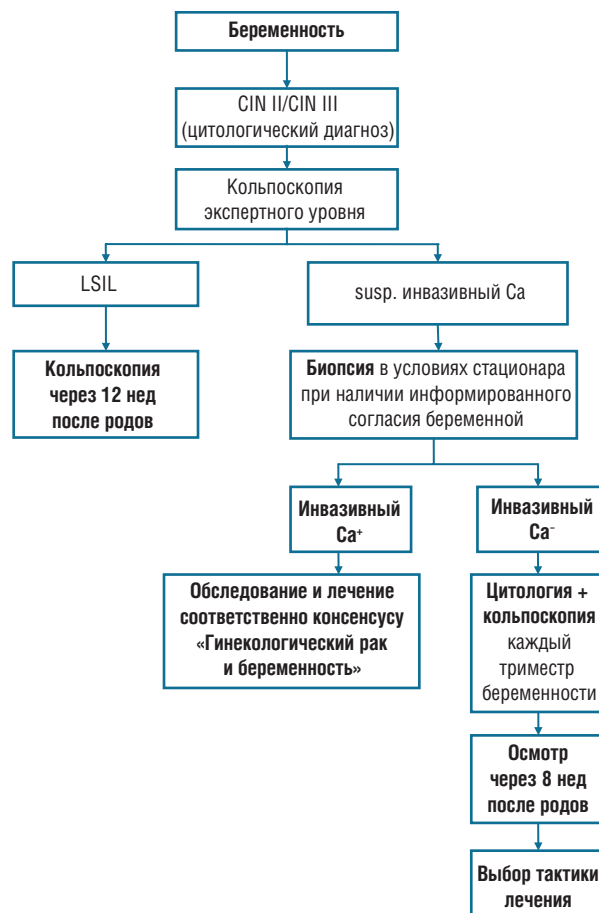 Беременность
CIN II/CIN III
(цитологический диагноз)
Кольпоскопия
экспертного уровня
LSIL
susp. инвазивный Ca
Кольпоскопия
через 12 нед
после родов
Биопсия в условиях стационара
при наличии информированного
согласия беременной
Инвазивный
Ca⁺
Инвазивный
Ca⁻
Обследование и лечение
соответственно консенсусу
«Гинекологический рак
и беременность»
Цитология +
кольпоскопия
каждый
триместр
беременности
Осмотр
через 8 нед
после родов
Выбор тактики
лечения